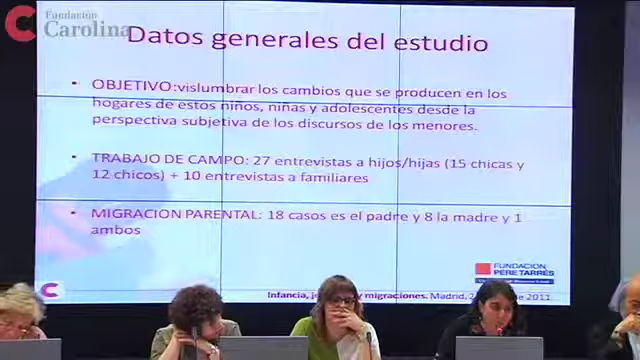 Fundación
Carolina
Datos generales del estudio
• OBJETIVO:vislumbrar los cambios que se producen en los
hogares de estos niños, niñas y adolescentes desde la
perspectiva subjetiva de los discursos de los menores.
• TRABAJO DE CAMPO: 27 entrevistas a hijos/hijas (15 chicas y
12 chicos) + 10 entrevistas a familiares
• MIGRACION PARENTAL: 18 casos es el padre y 8 la madre y 1
ambos
FUNDACION
PERE TARRÉS
Infancia, y migraciones. Madrid, 2011